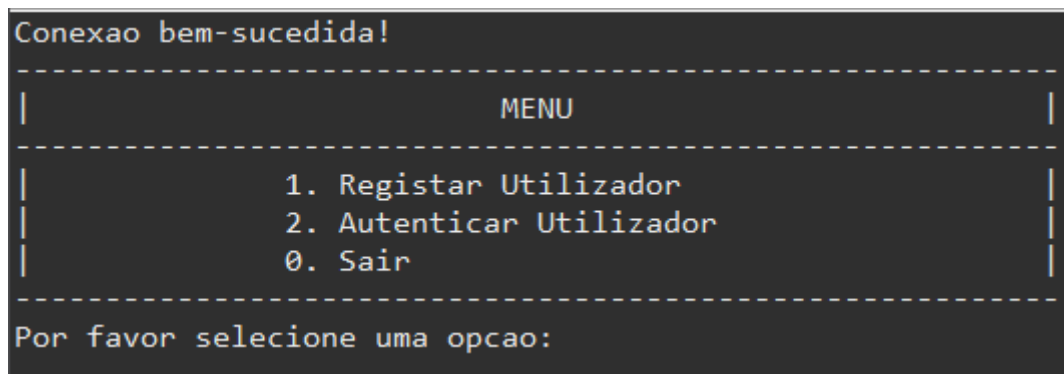 Conexao bem-sucedida!
----------------------------------------------------------
|                          MENU                          |
----------------------------------------------------------
|              1. Registar Utilizador                    |
|              2. Autenticar Utilizador                  |
|              0. Sair                                   |
----------------------------------------------------------
Por favor selecione uma opcao: